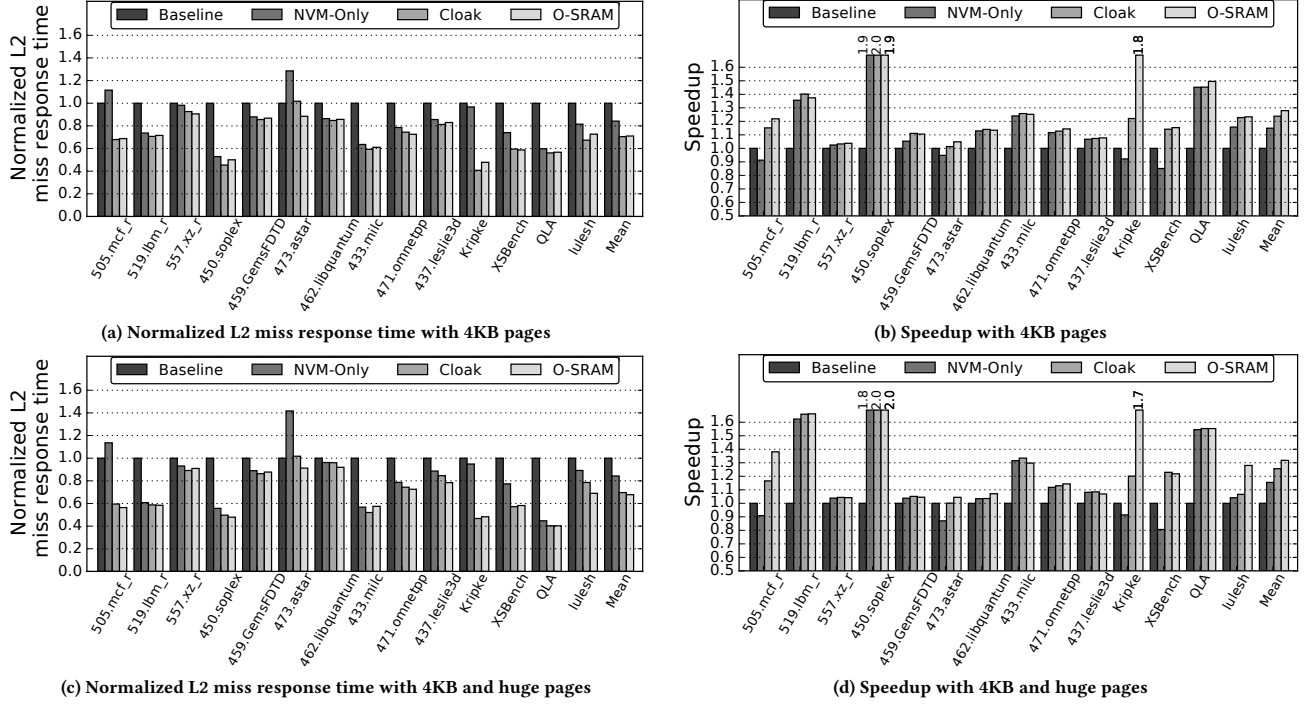 Baseline NVM-Only Cloak O-SRAM
Normalized L2
miss response time
1.6
1.4
1.2
1.0
0.8
0.6
0.4
0.2
0.0
505.mcf_r
519.lbm_r
557.xz_r
450.soplex
459.GemsFDTD
473.astar
462.libquantum
433.milc
471.omnetpp
437.leslie3d
Kripke
XSBench
QLA
lulesh
Mean
(a) Normalized L2 miss response time with 4KB pages
Baseline NVM-Only Cloak O-SRAM
1.9
2.0
1.9
1.8
Speedup
1.6
1.4
1.3
1.2
1.1
1.0
0.9
0.8
0.7
0.6
0.5
505.mcf_r
519.lbm_r
557.xz_r
450.soplex
459.GemsFDTD
473.astar
462.libquantum
433.milc
471.omnetpp
437.leslie3d
Kripke
XSBench
QLA
lulesh
Mean
(b) Speedup with 4KB pages
Baseline NVM-Only Cloak O-SRAM
Normalized L2
miss response time
1.6
1.4
1.2
1.0
0.8
0.6
0.4
0.2
0.0
505.mcf_r
519.lbm_r
557.xz_r
450.soplex
459.GemsFDTD
473.astar
462.libquantum
433.milc
471.omnetpp
437.leslie3d
Kripke
XSBench
QLA
lulesh
Mean
(c) Normalized L2 miss response time with 4KB and huge pages
Baseline NVM-Only Cloak O-SRAM
1.8
2.0
2.0
1.7
Speedup
1.6
1.4
1.3
1.2
1.1
1.0
0.9
0.8
0.7
0.6
0.5
505.mcf_r
519.lbm_r
557.xz_r
450.soplex
459.GemsFDTD
473.astar
462.libquantum
433.milc
471.omnetpp
437.leslie3d
Kripke
XSBench
QLA
lulesh
Mean
(d) Speedup with 4KB and huge pages